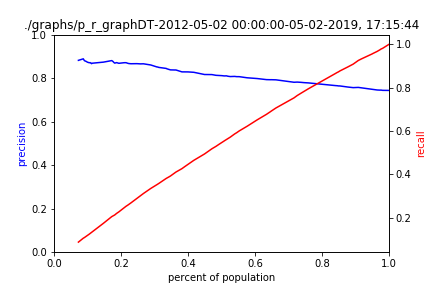 ./graphs/p_r_graphDT-2012-05-02 00:00:00-05-02-2019, 17:15:44
1.0
0.8
0.6
0.4
0.2
0.0
precision
1.0
0.8
0.6
0.4
0.2
recall
0.0 0.2 0.4 0.6 0.8 1.0
percent of population